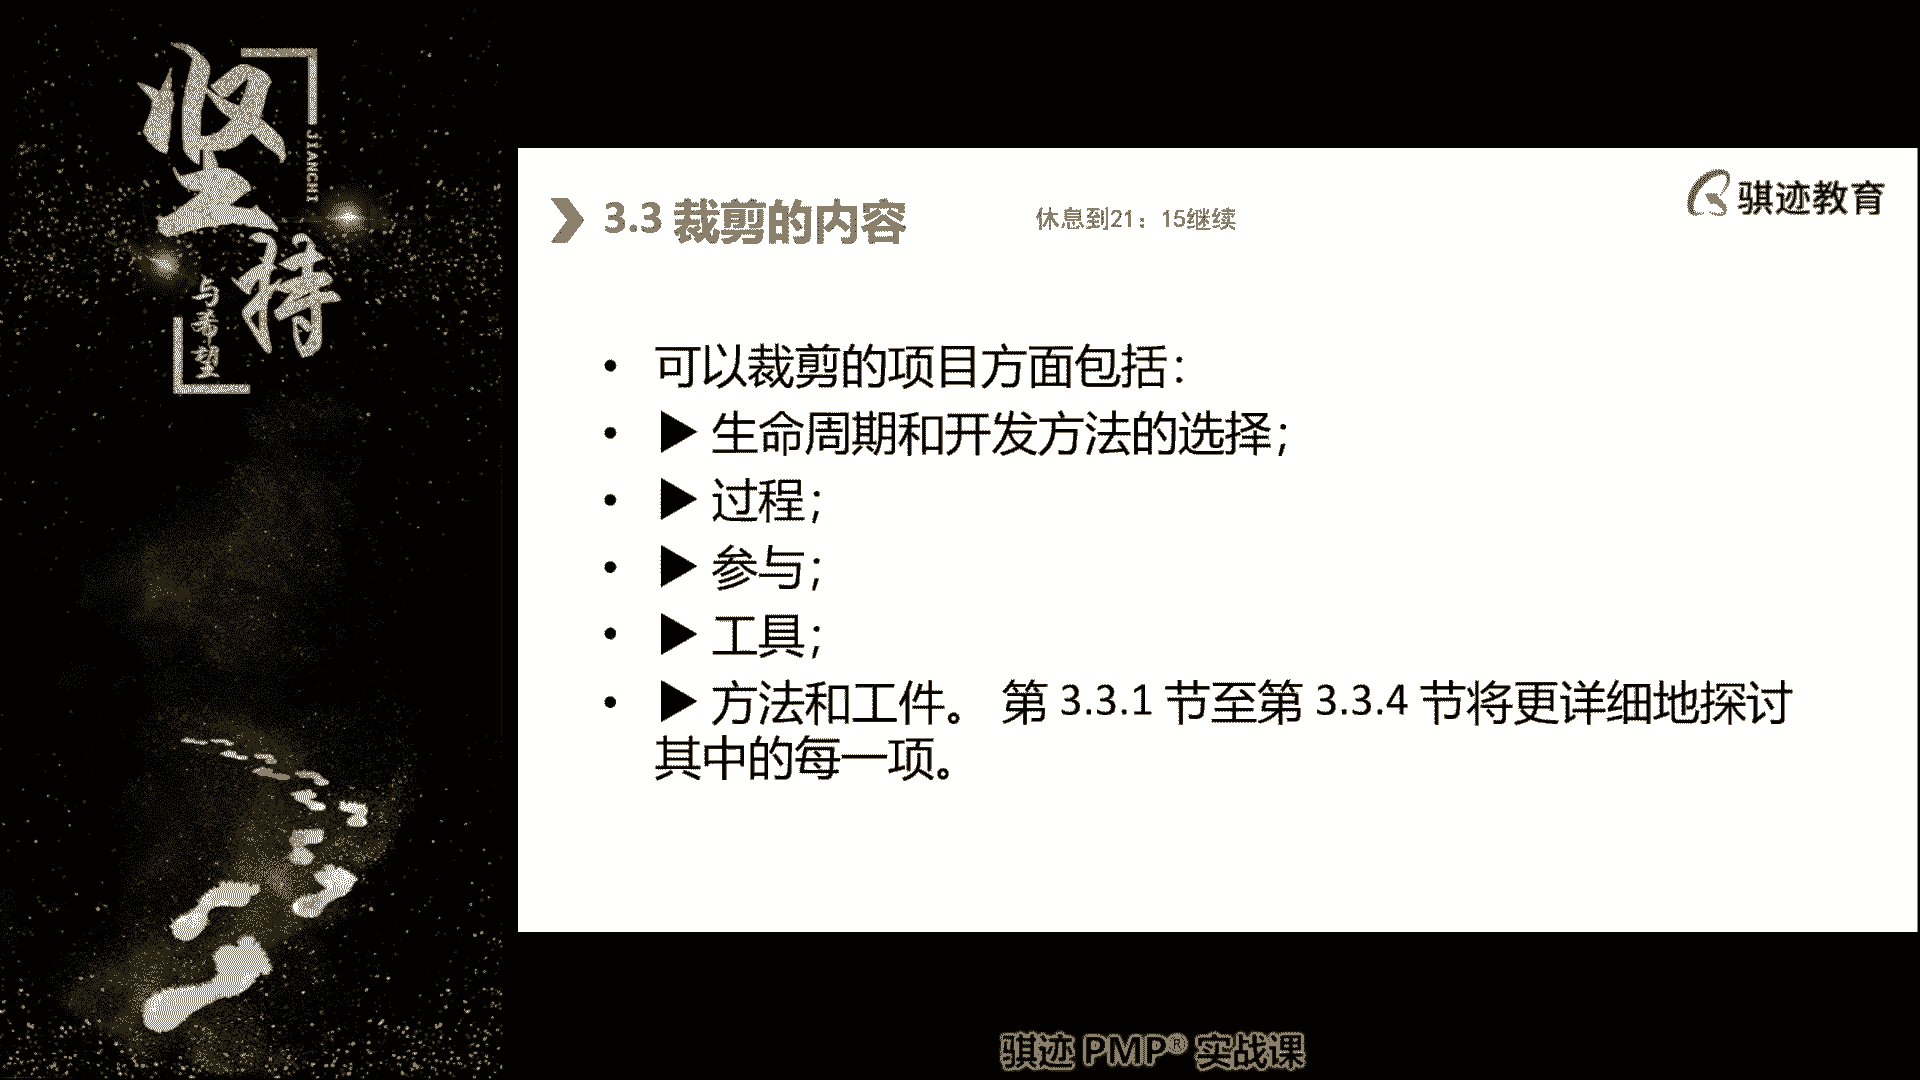 坚持
JIANCHI
与希望
骐迹教育
3.3 裁剪的内容
休息到21：15继续
• 可以裁剪的项目方面包括：
• ▶ 生命周期和开发方法的选择；
• ▶ 过程；
• ▶ 参与；
• ▶ 工具；
• ▶ 方法和工件。 第 3.3.1 节至第 3.3.4 节将更详细地探讨
其中的每一项。
骐迹 PMP® 实战课